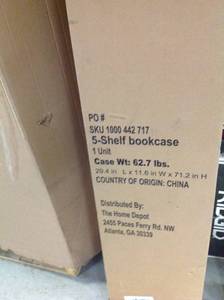 PO #
SKU 1000 442 717
5-Shelf bookcase
1 Unit
Case Wt: 62.7 lbs.
29.4 in L x 11.6 in W x 71.2 in H
COUNTRY OF ORIGIN: CHINA
Distributed By:
The Home Depot
2455 Paces Ferry Rd. NW
Atlanta, GA 30339
RIDGID